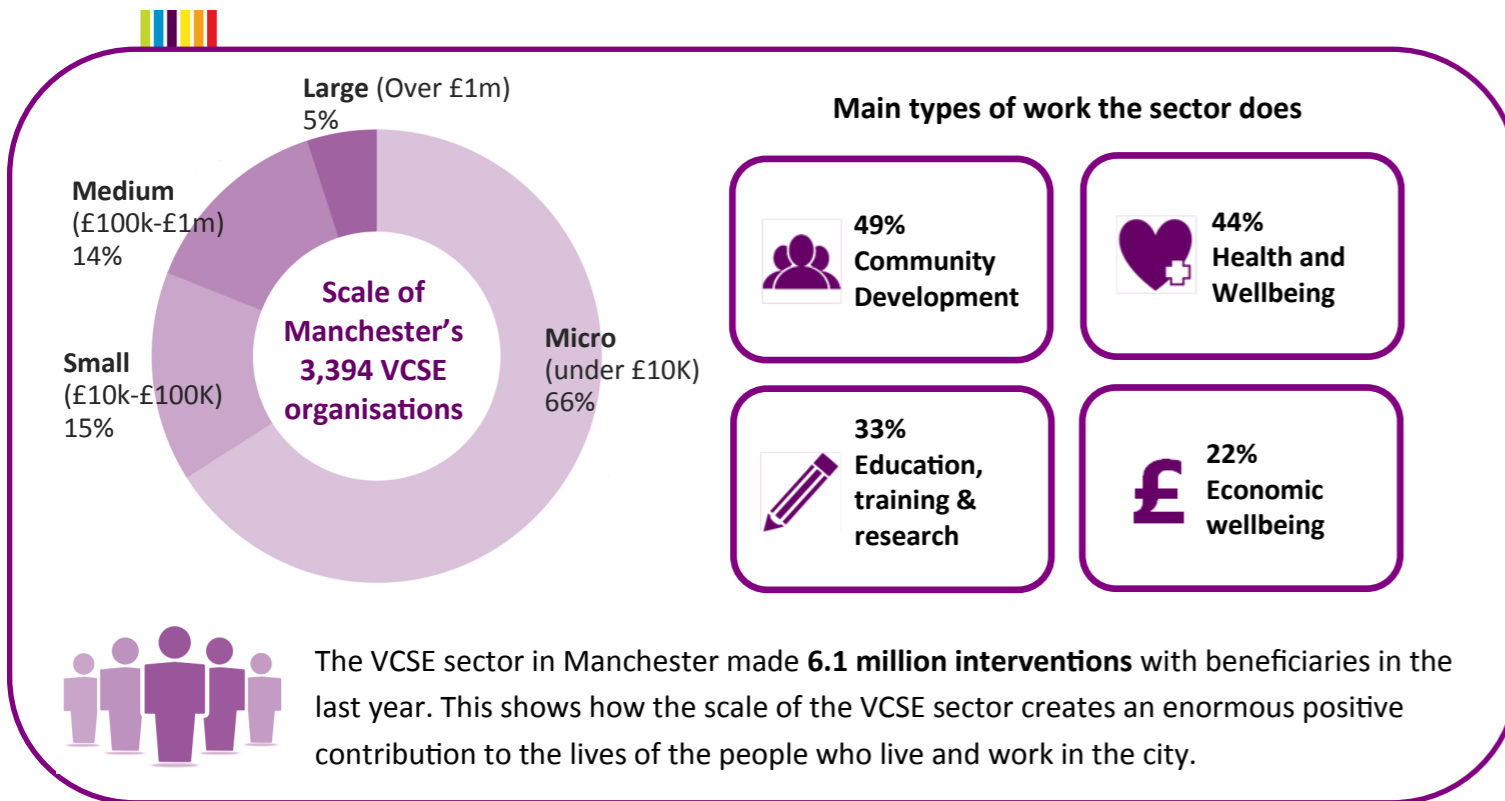 Large (Over £1m)
5%
Medium
(£100k-£1m)
14%
Small
(£10k-£100K)
15%
Scale of
Manchester’s
3,394 VCSE
organisations
Micro
(under £10K)
66%
Main types of work the sector does
49%
Community
Development
44%
Health and
Wellbeing
33%
Education,
training &
research
£
22%
Economic
wellbeing
The VCSE sector in Manchester made 6.1 million interventions with beneficiaries in the
last year. This shows how the scale of the VCSE sector creates an enormous positive
contribution to the lives of the people who live and work in the city.